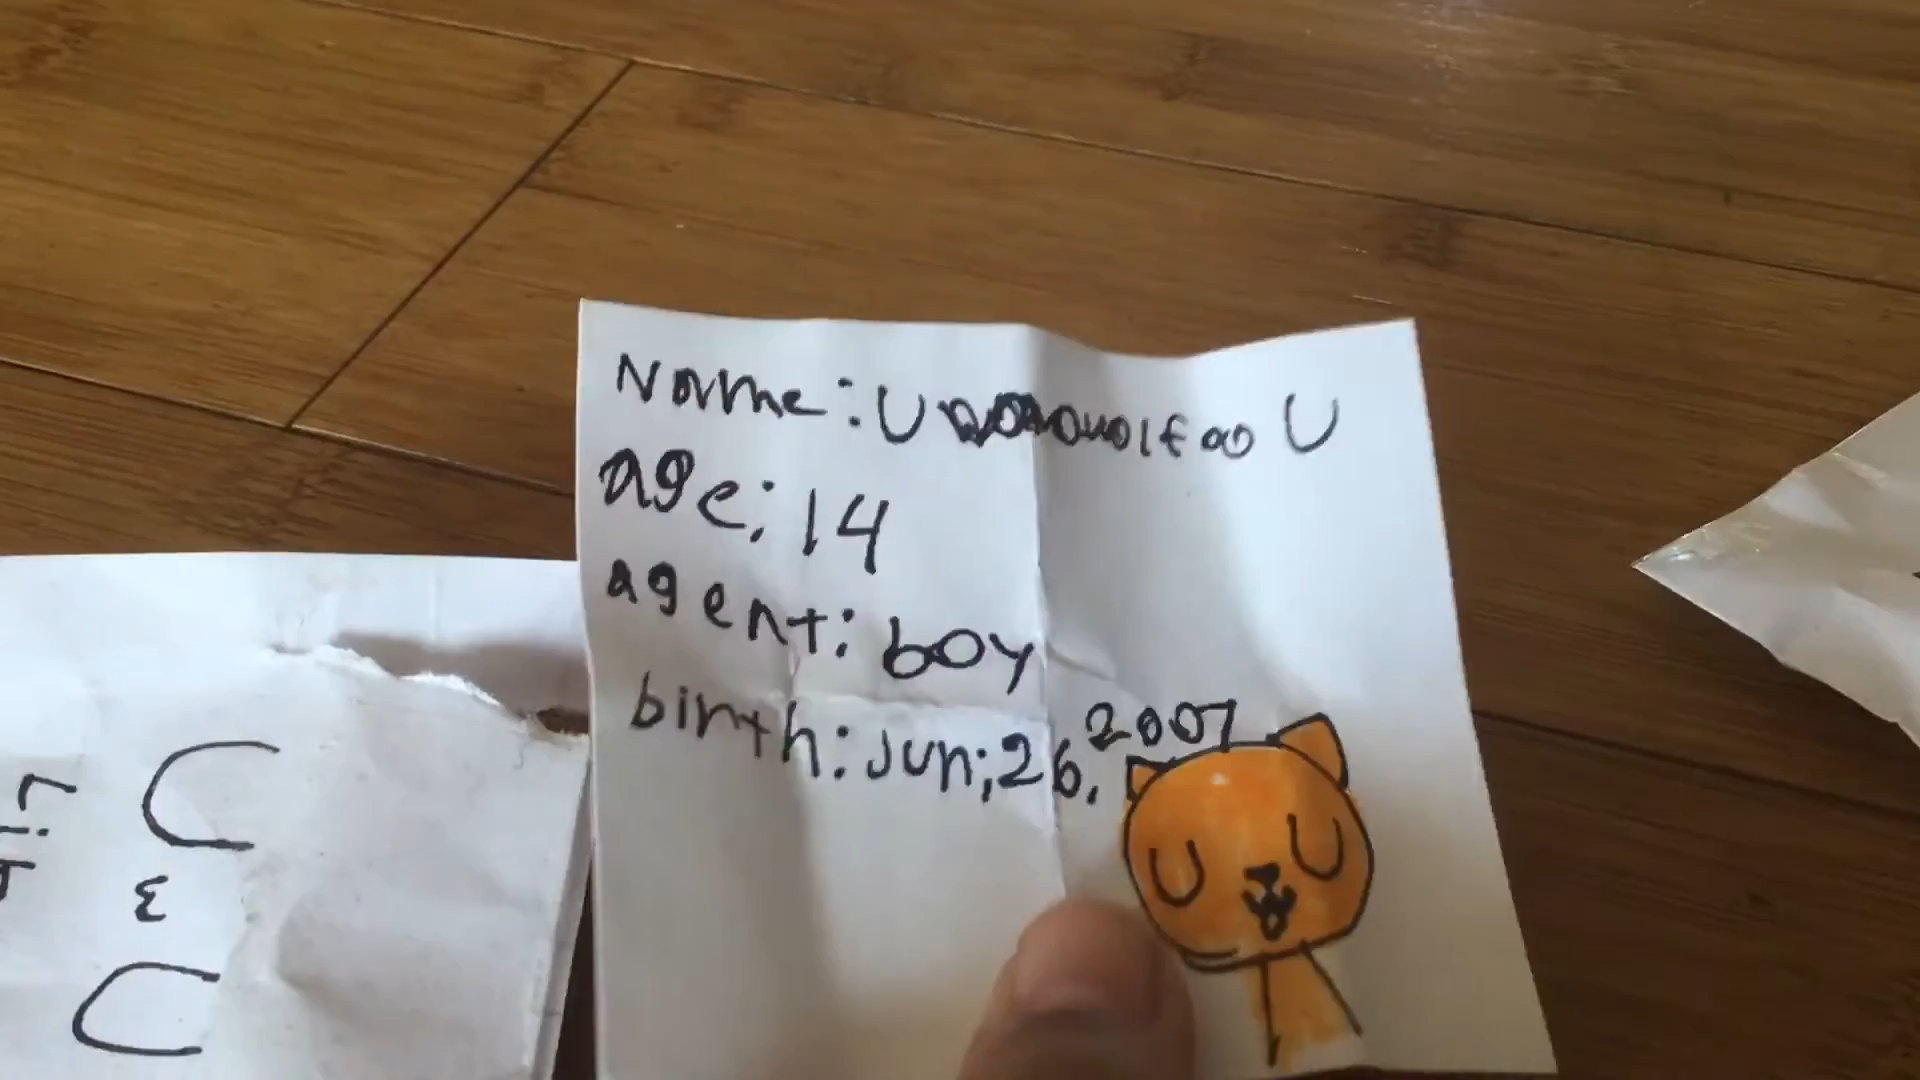 Name: U
age; 14
agent: boy
birth: Jun; 26. 2007
U
ε
U